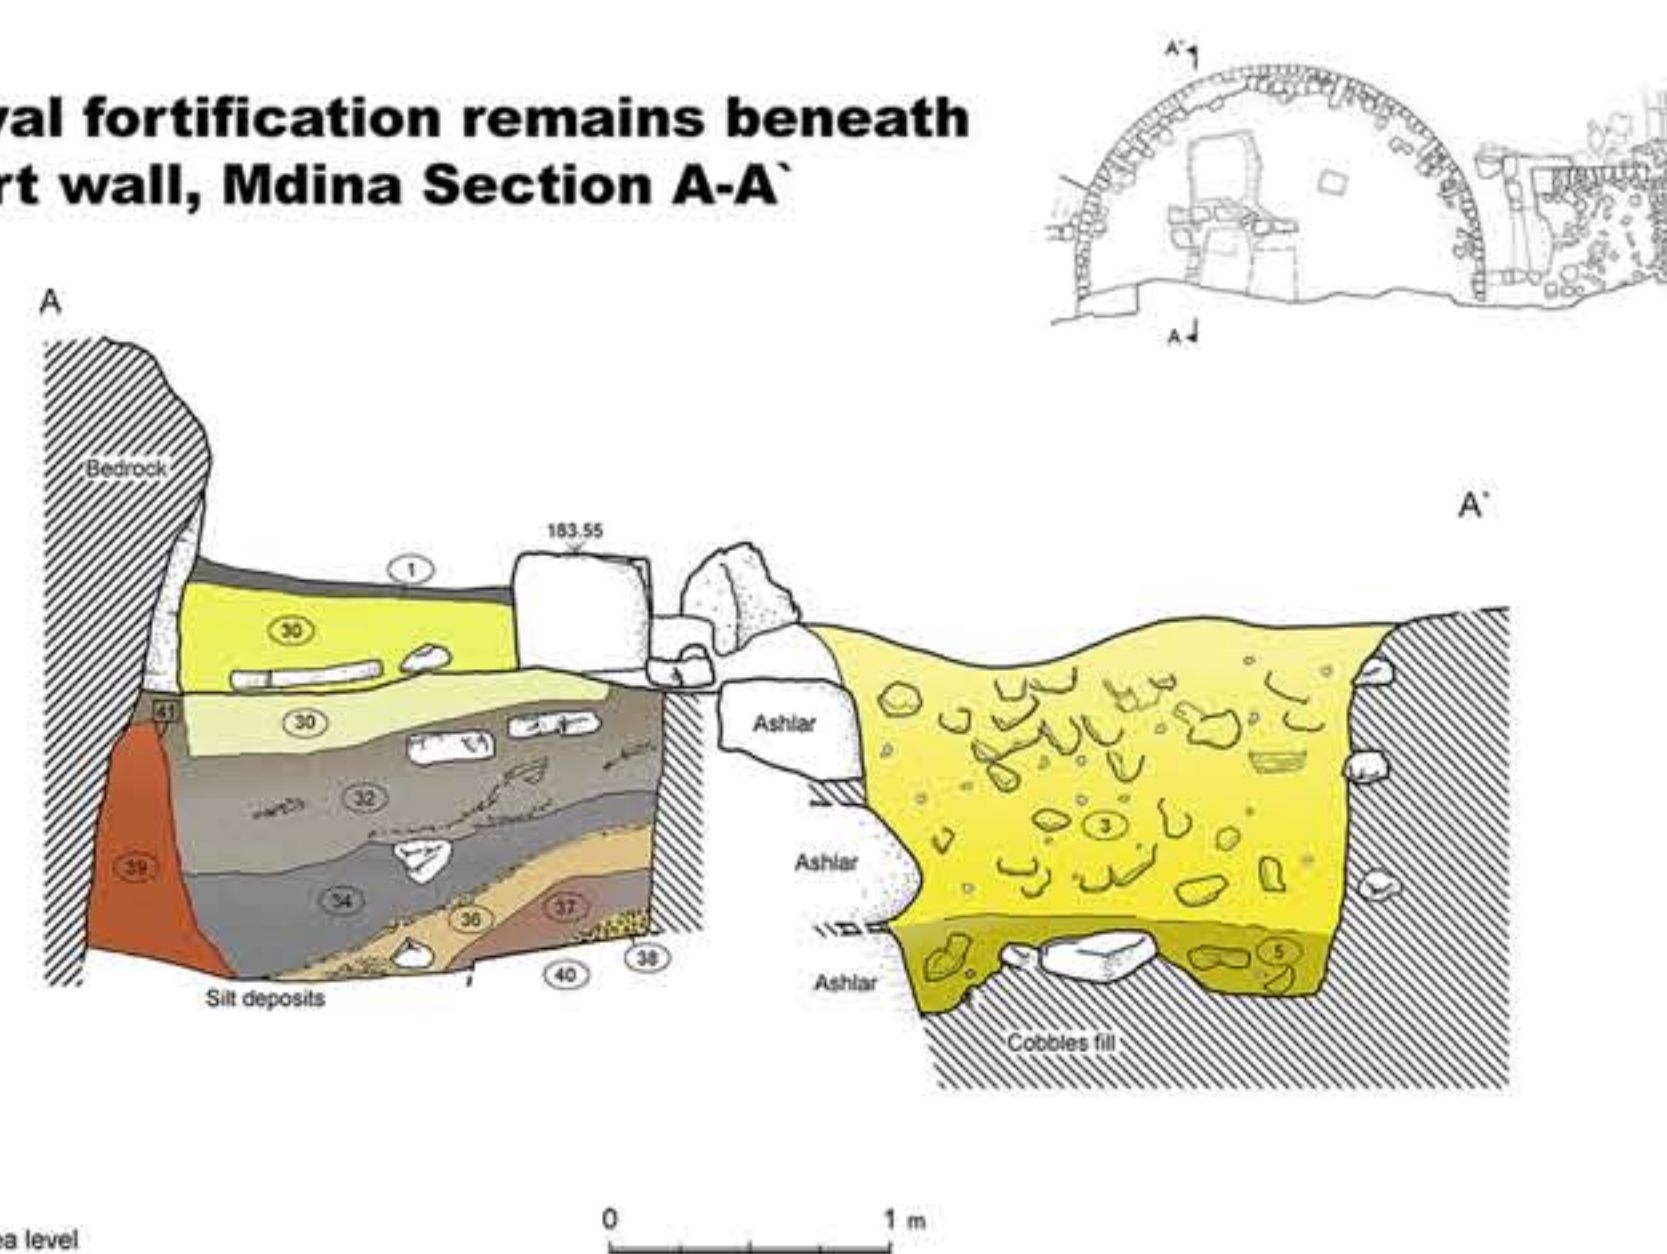 val fortification remains beneath
rt wall, Mdina Section A-A`
A`
A
A
A`
Bedrock
183.55
1
30
41
30
Ashlar
32
3
39
Ashlar
34
36
37
5
38
40
Ashlar
Silt deposits
Cobbles fill
0 1 m
ea level